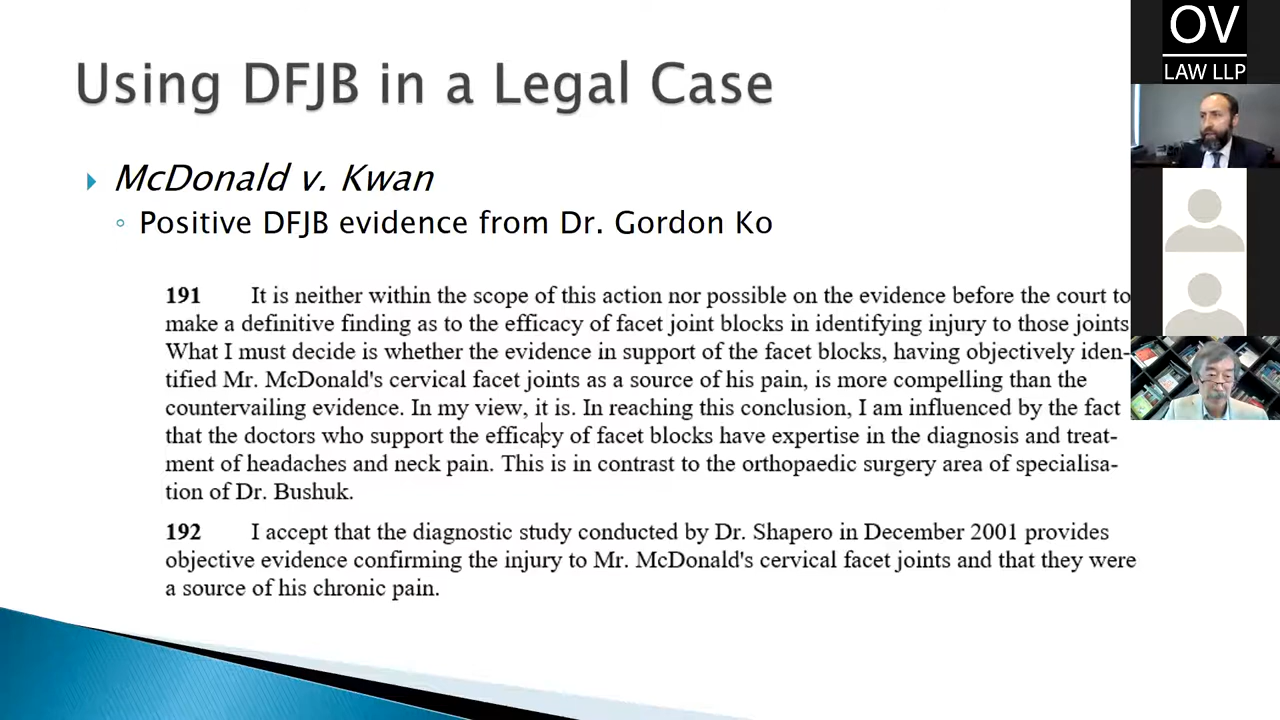 Using DFJB in a Legal Case
McDonald v. Kwan
Positive DFJB evidence from Dr. Gordon Ko
191 It is neither within the scope of this action nor possible on the evidence before the court to
make a definitive finding as to the efficacy of facet joint blocks in identifying injury to those joints
What I must decide is whether the evidence in support of the facet blocks, having objectively iden-
tified Mr. McDonald's cervical facet joints as a source of his pain, is more compelling than the
countervailing evidence. In my view, it is. In reaching this conclusion, I am influenced by the fact
that the doctors who support the efficacy of facet blocks have expertise in the diagnosis and treat-
ment of headaches and neck pain. This is in contrast to the orthopaedic surgery area of specialisa-
tion of Dr. Bushuk.
192 I accept that the diagnostic study conducted by Dr. Shapero in December 2001 provides
objective evidence confirming the injury to Mr. McDonald's cervical facet joints and that they were
a source of his chronic pain.
OV
LAW LLP